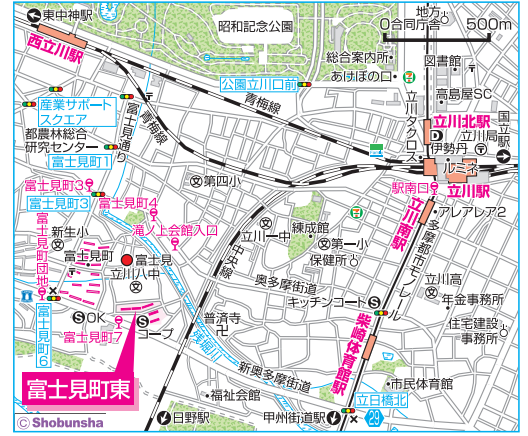 東中神駅
西立川駅
昭和記念公園
地方
合同庁舎
0
500m
総合案内所
あけぼの口
図書館
高島屋SC
公園立川口前
青梅線
立川タクロス
立川北駅
国立駅
立川局
伊勢丹
ルミネ
立川駅
駅南口
立川南駅
アレアレア2
産業サポート
スクエア
都農林総合
研究センター
富士見町1
富士見通り
青梅線
第四小
富士見町3
富士見町3
富士見町4
滝ノ上会館入口
練成館
立川一中
第一小
保健所
多摩都市モノレール
新生小
富士見町
富士見町団地
富士見
立川八中
中央線
奥多摩街道
立川高
キッチンコート
年金事務所
OK
富士見町7
コープ
富士見町6
普済寺
残堀川
柴崎体育館駅
住宅建設
事務所
富士見町東
新奥多摩街道
福祉会館
市民体育館
立日橋北
日野駅
甲州街道駅
29
© Shobunsha